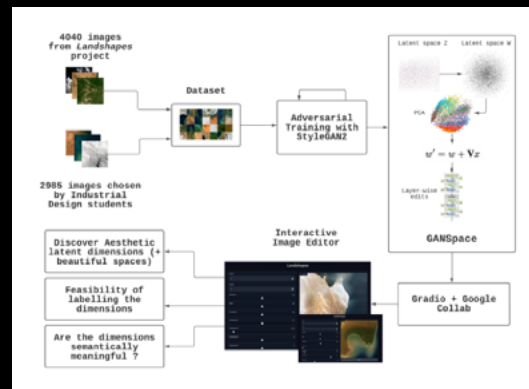 4040 images
from Landshapes
project
2985 images chosen
by Industrial
Design students
Dataset
Adversarial
Training with
StyleGAN2
Latent space Z
Latent space W
PCA
w' = w + Vx
Layer-wise
edits
GANSpace
Gradio + Google
Collab
Interactive
Image Editor
Landshapes
Discover Aesthetic
latent dimensions (+
beautiful spaces)
Feasibility of
labelling the
dimensions
Are the dimensions
semantically
meaningful ?